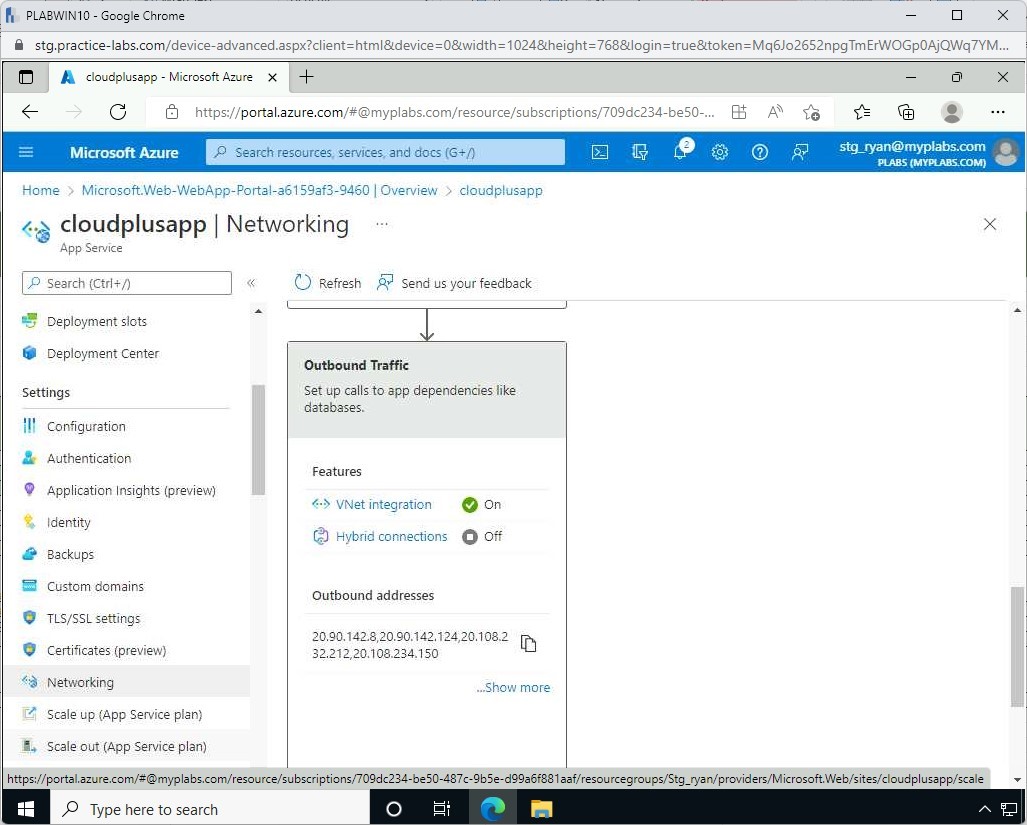 PLABWIN10 - Google Chrome
stg.practice-labs.com/device-advanced.aspx?client=html&device=0&width=1024&height=768&login=true&token=Mq6Jo2652npgTmErWOGp0AjQWq7YM...
cloudplusapp - Microsoft Azure
https://portal.azure.com/#@myplabs.com/resource/subscriptions/709dc234-be50-...
Microsoft Azure
Search resources, services, and docs (G+/)
2
stg_ryan@myplabs.com
PLABS (MYPLABS.COM)
Home > Microsoft.Web-WebApp-Portal-a6159af3-9460 | Overview > cloudplusapp
cloudplusapp | Networking ...
App Service
Search (Ctrl+/)
«
Refresh
Send us your feedback
Deployment slots
Deployment Center
Settings
Configuration
Authentication
Application Insights (preview)
Identity
Backups
Custom domains
TLS/SSL settings
Certificates (preview)
Networking
Scale up (App Service plan)
Scale out (App Service plan)
Outbound Traffic
Set up calls to app dependencies like
databases.
Features
VNet integration On
Hybrid connections Off
Outbound addresses
20.90.142.8,20.90.142.124,20.108.2
32.212,20.108.234.150
...Show more
https://portal.azure.com/#@myplabs.com/resource/subscriptions/709dc234-be50-487c-9b5e-d99a6f881aaf/resourcegroups/Stg_ryan/providers/Microsoft.Web/sites/cloudplusapp/scale
Type here to search